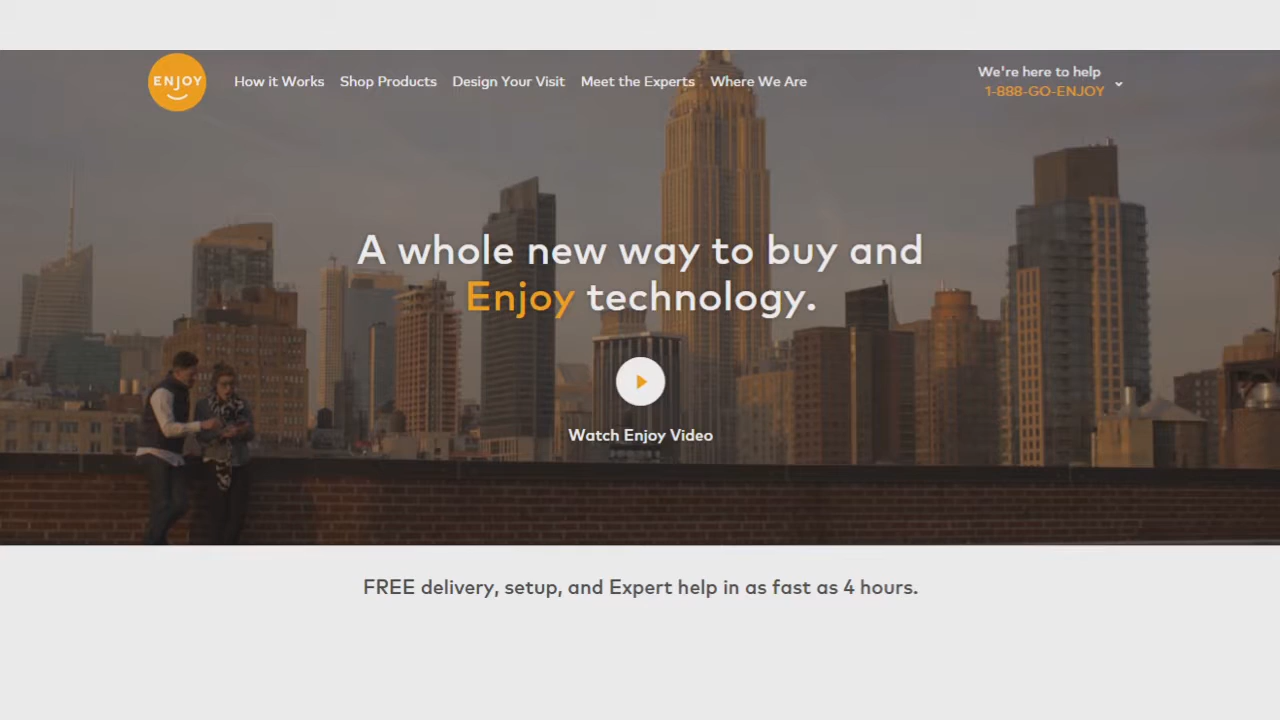 ENJOY
How it Works
Shop Products
Design Your Visit
Meet the Experts
Where We Are
We're here to help
1-888-GO-ENJOY
A whole new way to buy and
Enjoy technology.
Watch Enjoy Video
FREE delivery, setup, and Expert help in as fast as 4 hours.